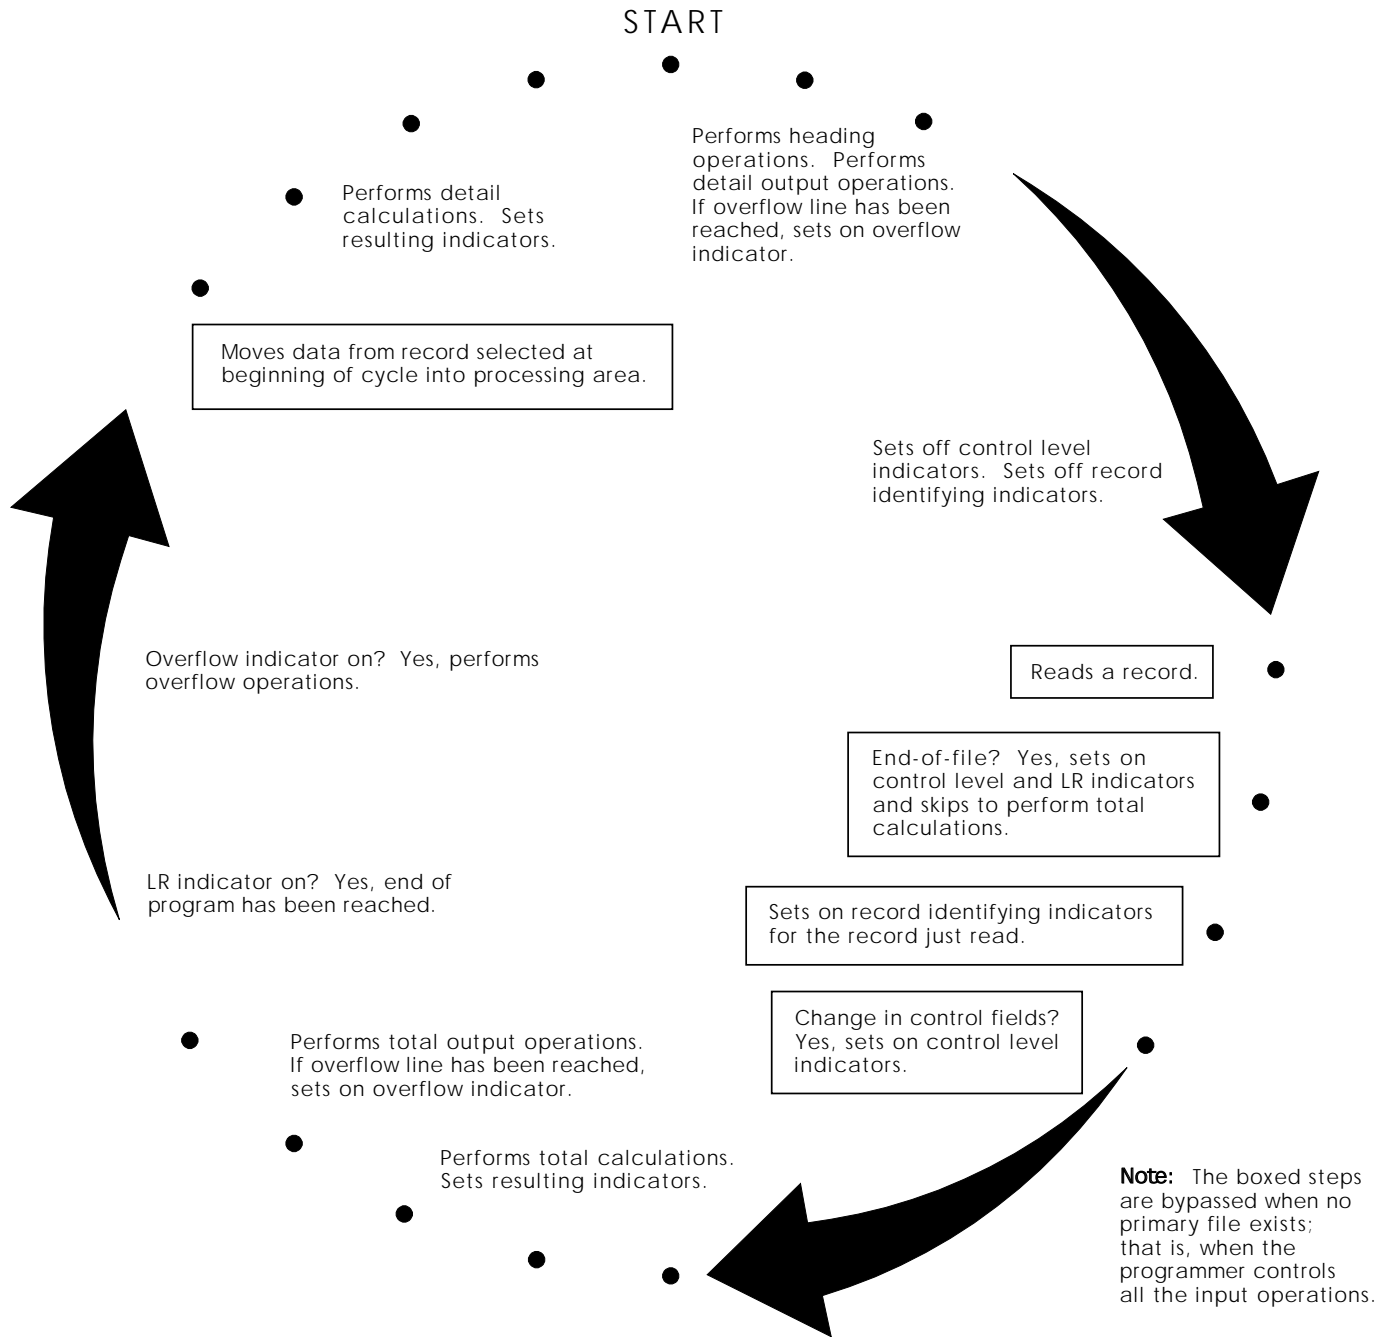 START
Performs heading
operations. Performs
detail output operations.
If overflow line has been
reached, sets on overflow
indicator.
Sets off control level
indicators. Sets off record
identifying indicators.
Reads a record.
End-of-file? Yes, sets on
control level and LR indicators
and skips to perform total
calculations.
Sets on record identifying indicators
for the record just read.
Change in control fields?
Yes, sets on control level
indicators.
Performs total calculations.
Sets resulting indicators.
Performs total output operations.
If overflow line has been reached,
sets on overflow indicator.
LR indicator on? Yes, end of
program has been reached.
Overflow indicator on? Yes, performs
overflow operations.
Moves data from record selected at
beginning of cycle into processing area.
Performs detail
calculations. Sets
resulting indicators.
Note: The boxed steps
are bypassed when no
primary file exists;
that is, when the
programmer controls
all the input operations.